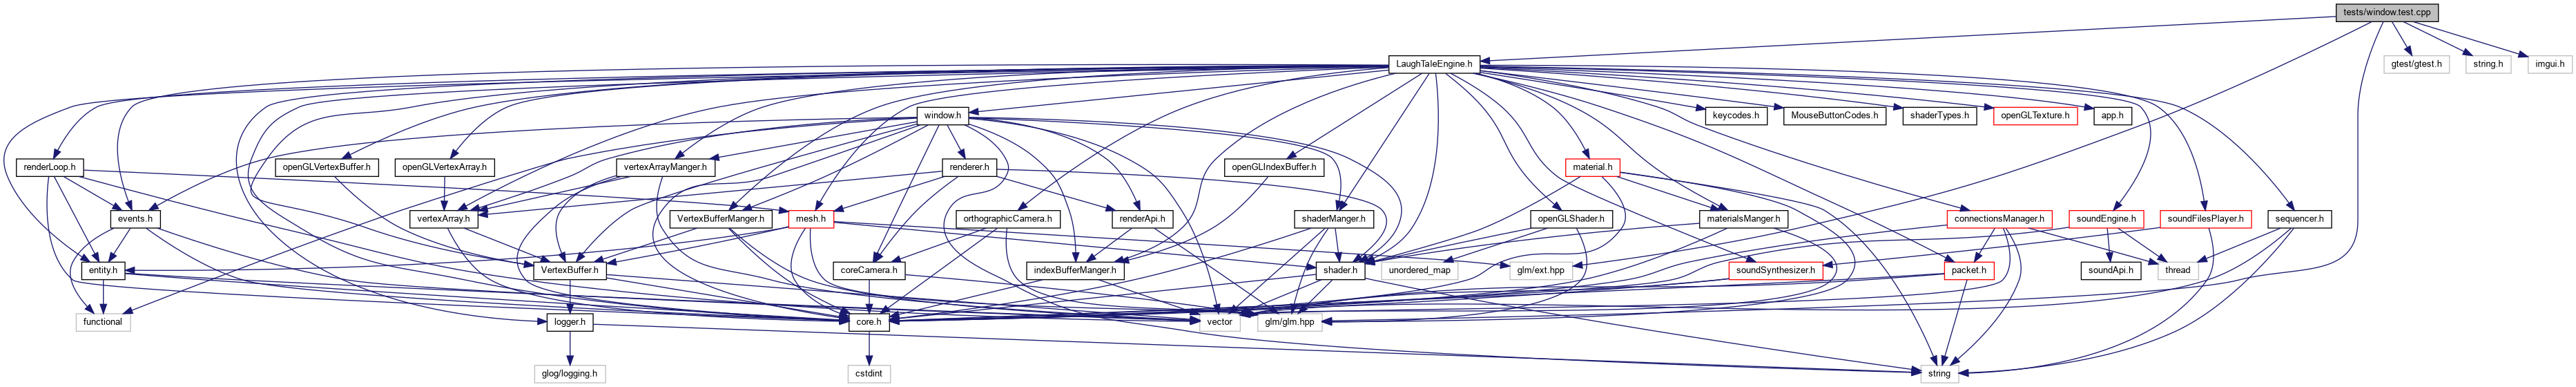 tests/window.test.cpp
LaughTaleEngine.h
gtest/gtest.h
string.h
imgui.h
window.h
keycodes.h
MouseButtonCodes.h
shaderTypes.h
openGLTexture.h
app.h
renderLoop.h
openGLVertexBuffer.h
openGLVertexArray.h
vertexArrayManger.h
renderer.h
openGLIndexBuffer.h
material.h
events.h
vertexArray.h
VertexBufferManger.h
mesh.h
orthographicCamera.h
renderApi.h
shaderManger.h
openGLShader.h
materialsManger.h
connectionsManager.h
soundEngine.h
soundFilesPlayer.h
sequencer.h
entity.h
VertexBuffer.h
coreCamera.h
indexBufferManger.h
glm/ext.hpp
shader.h
unordered_map
soundSynthesizer.h
packet.h
soundApi.h
thread
functional
logger.h
core.h
vector
glm/glm.hpp
glog/logging.h
cstdint
string